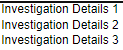 Investigation Details 1
Investigation Details 2
Investigation Details 3